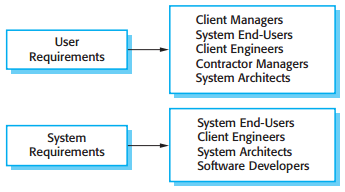 User
Requirements
Client Managers
System End-Users
Client Engineers
Contractor Managers
System Architects
System
Requirements
System End-Users
Client Engineers
System Architects
Software Developers